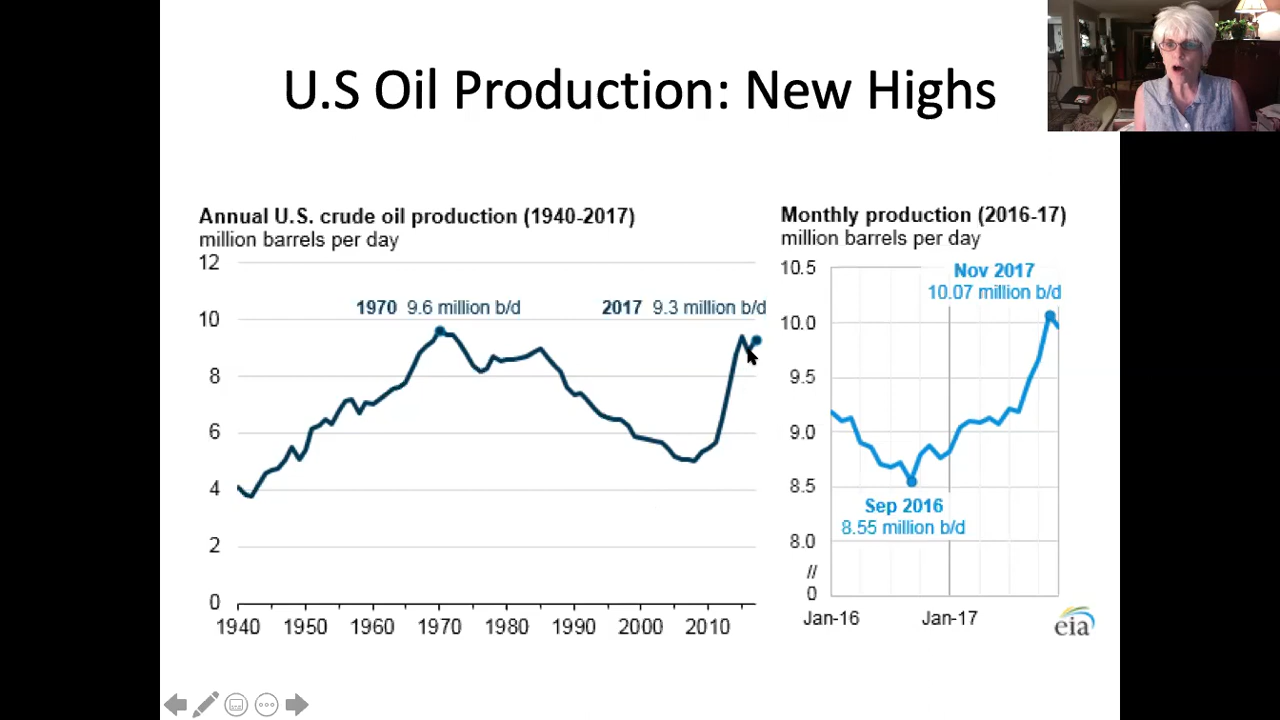 U.S Oil Production: New Highs
Annual U.S. crude oil production (1940-2017)
million barrels per day
12
10
8
6
4
2
0
1970 9.6 million b/d
2017 9.3 million b/d
1940 1950 1960 1970 1980 1990 2000 2010
Monthly production (2016-17)
million barrels per day
10.5
10.0
9.5
9.0
8.5
8.0
//
0
Nov 2017
10.07 million b/d
Sep 2016
8.55 million b/d
Jan-16 Jan-17
eia